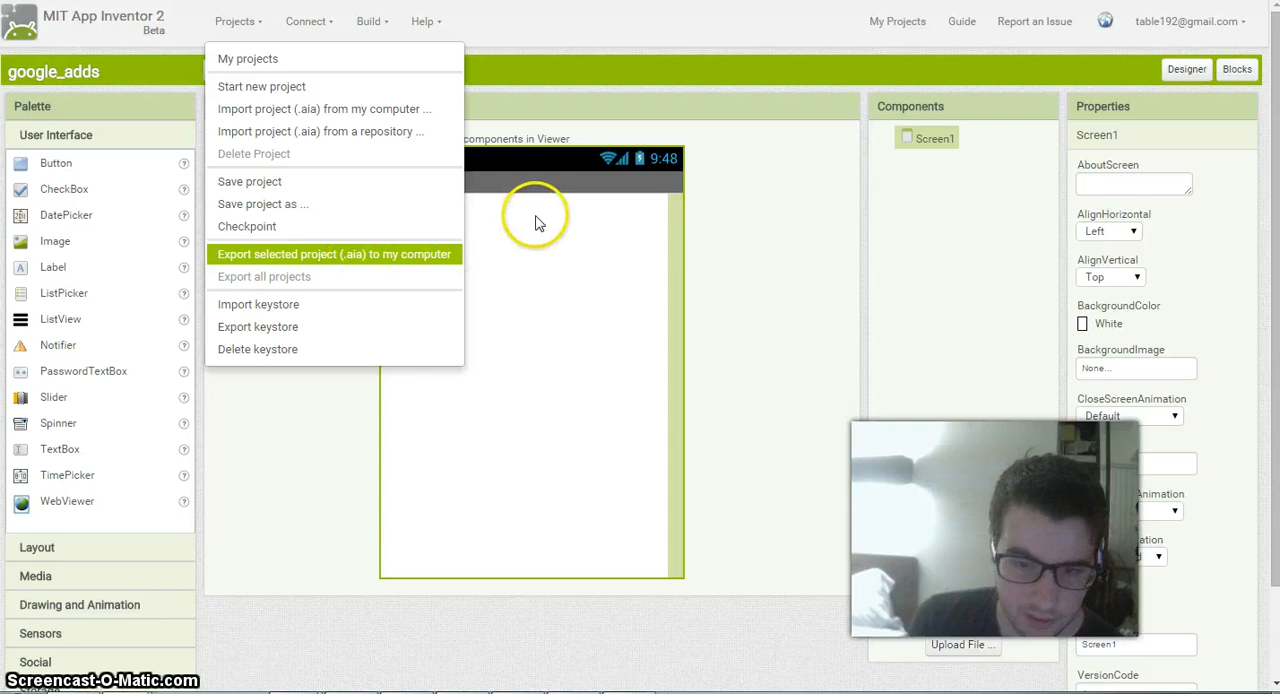 MIT App Inventor 2
Beta
Projects
Connect
Build
Help
My Projects
Guide
Report an Issue
table192@gmail.com
google_adds
Designer
Blocks
My projects
Start new project
Import project (.aia) from my computer ...
Import project (.aia) from a repository ...
Delete Project
Save project
Save project as ...
Checkpoint
Export selected project (.aia) to my computer
Export all projects
Import keystore
Export keystore
Delete keystore
Palette
User Interface
Button ?
CheckBox ?
DatePicker ?
Image ?
A Label ?
ListPicker ?
ListView ?
Notifier ?
PasswordTextBox ?
Slider ?
Spinner ?
TextBox ?
TimePicker ?
WebViewer ?
Layout
Media
Drawing and Animation
Sensors
Social
components in Viewer
9:48
Components
Screen1
Upload File ...
Properties
Screen1
AboutScreen
AlignHorizontal
Left
AlignVertical
Top
BackgroundColor
White
BackgroundImage
None...
CloseScreenAnimation
Default
Screen1
VersionCode
Screencast-O-Matic.com